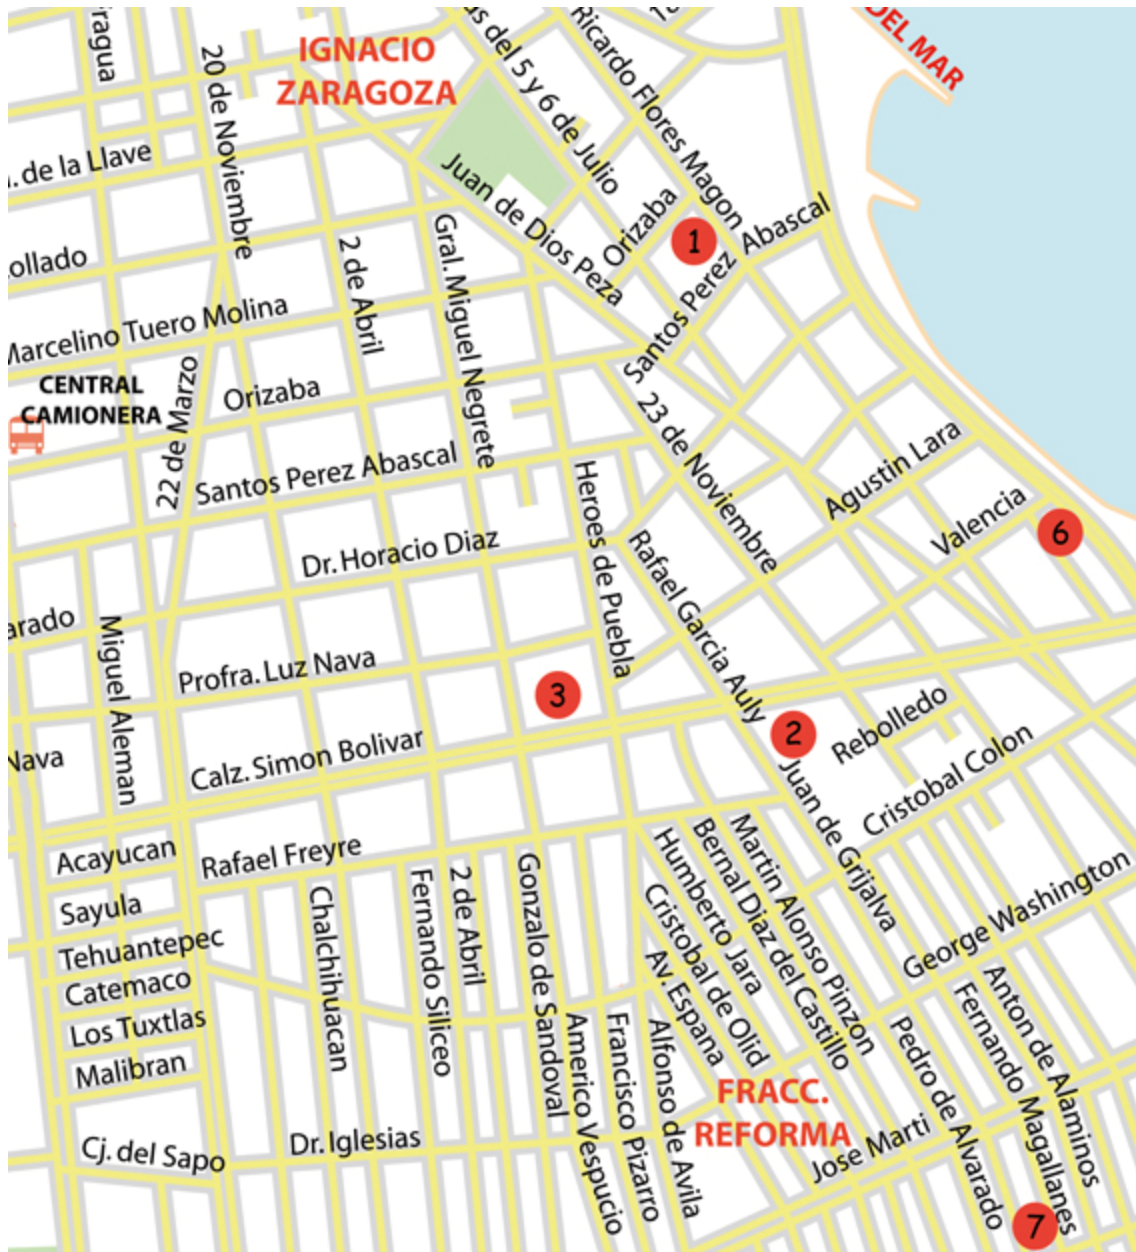 DEL MAR
IGNACIO
ZARAGOZA
20 de Noviembre
us del 5 y 6 de Julio
Ricardo Flores Magon
. de la Llave
Juan de Dios Peza
Orizaba
1
Santos Perez Abascal
ollado
2 de Abril
Gral. Miguel Negrete
Marcelino Tuero Molina
CENTRAL
CAMIONERA
22 de Marzo
Orizaba
23 de Noviembre
Agustin Lara
Santos Perez Abascal
Valencia
6
Heroes de Puebla
Dr. Horacio Diaz
Rafael Garcia Auly
arado
Miguel Aleman
Profra. Luz Nava
3
2
Rebolledo
Nava
Calz. Simon Bolivar
Cristobal Colon
Juan de Grijalva
Acayucan
Rafael Freyre
Humberto Jara
Bernal Diaz del Castillo
Martin Alonso Pinzon
Sayula
Chalchihuacan
Fernando Siliceo
2 de Abril
Gonzalo de Sandoval
Cristobal de Olid
George Washington
Tehuantepec
Av. Espana
Catemaco
Los Tuxtlas
Americo Vespucio
Francisco Pizarro
Alfonso de Avila
Pedro de Alvarado
Fernando Magallanes
Anton de Alaminos
Malibran
FRACC.
REFORMA
Cj. del Sapo
Dr. Iglesias
Jose Marti
7